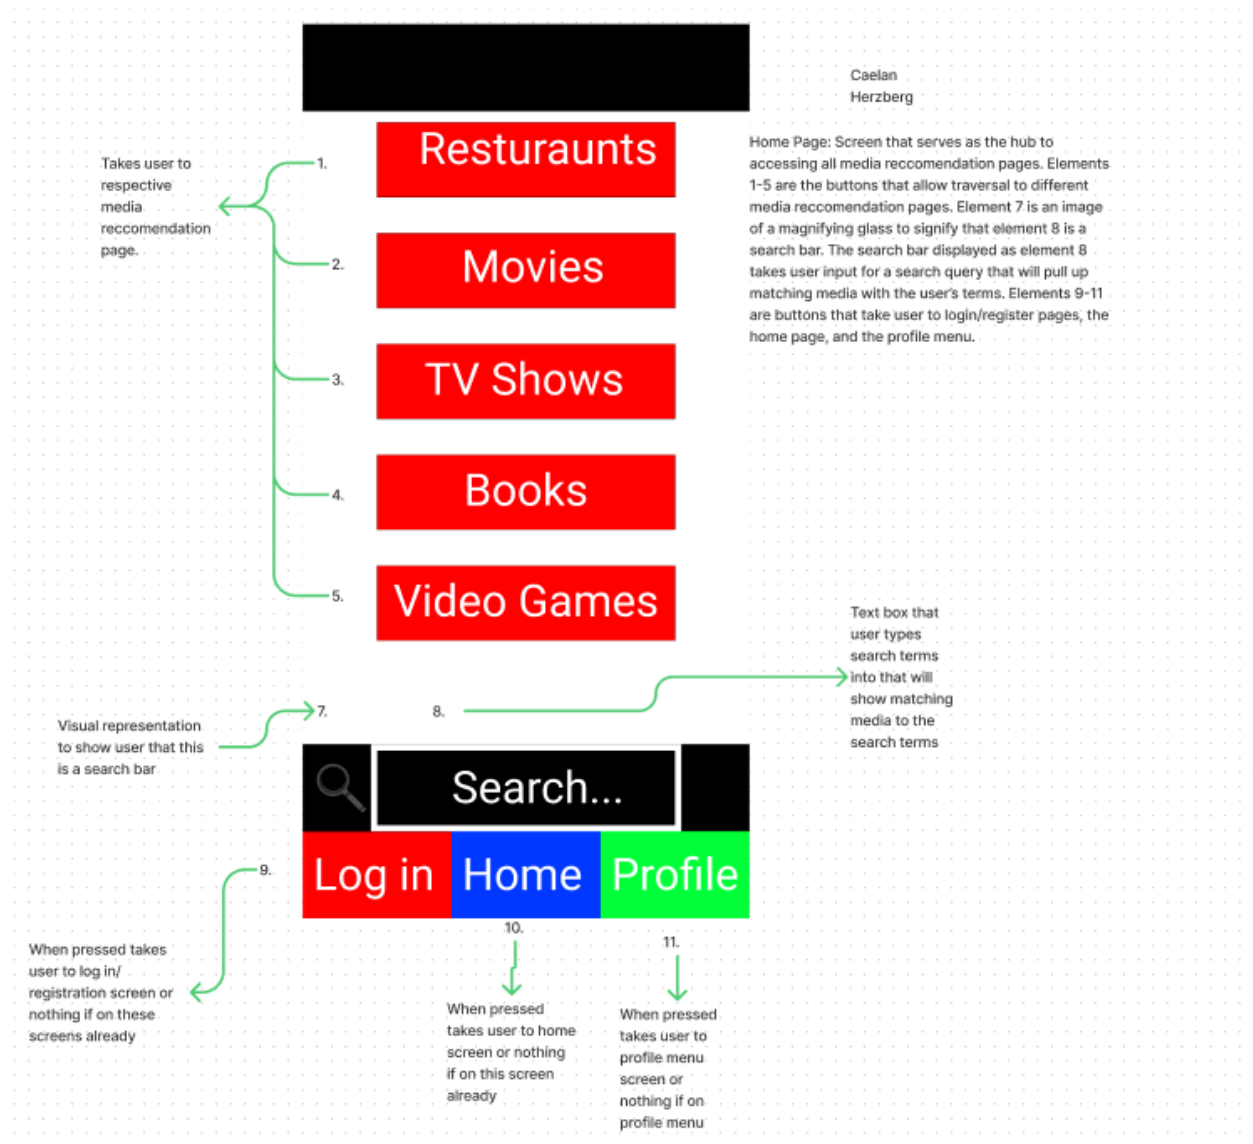 Caelan
Herzberg
Home Page: Screen that serves as the hub to
accessing all media reccomendation pages. Elements
1-5 are the buttons that allow traversal to different
media reccomendation pages. Element 7 is an image
of a magnifying glass to signify that element 8 is a
search bar. The search bar displayed as element 8
takes user input for a search query that will pull up
matching media with the user's terms. Elements 9-11
are buttons that take user to login/register pages, the
home page, and the profile menu.
Takes user to
respective
media
reccomendation
page.
1.
Resturaunts
2.
Movies
3.
TV Shows
4.
Books
5.
Video Games
Text box that
user types
search terms
into that will
show matching
media to the
search terms
Visual representation
to show user that this
is a search bar
7.
8.
Search...
9.
Log in
Home
Profile
10.
11.
When pressed takes
user to log in/
registration screen or
nothing if on these
screens already
When pressed
takes user to home
screen or nothing
if on this screen
already
When pressed
takes user to
profile menu
screen or
nothing if on
profile menu